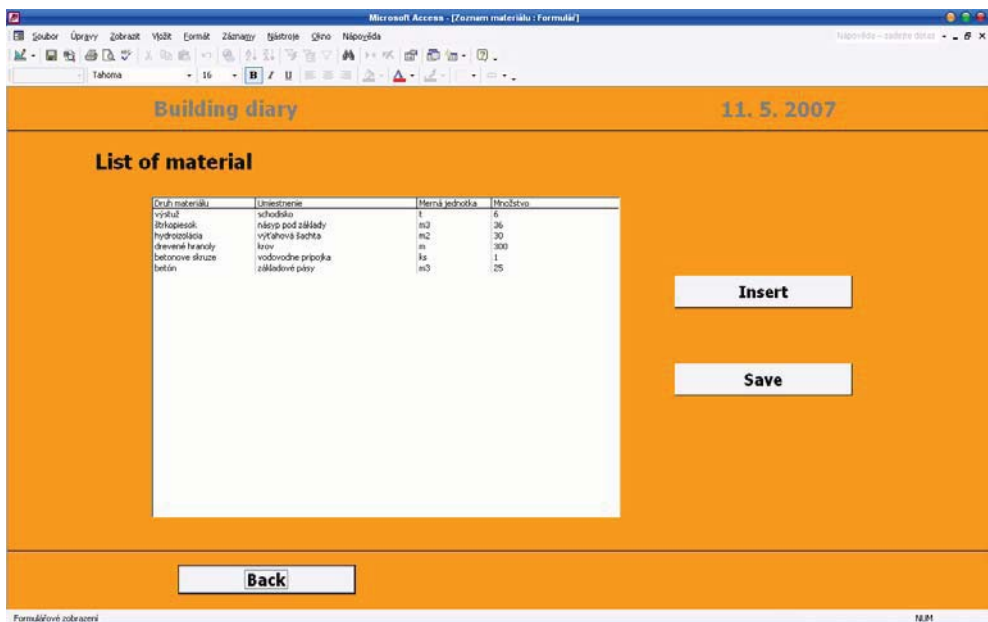 Microsoft Access - [Zoznam materiálu : Formulář]
Soubor Úpravy Zobrazit Vložit Formát Záznamy Nástroje Okno Nápověda Nápověda – zadejte dotaz
Tahoma 16 B I U
Building diary 11. 5. 2007
List of material
Druh materiálu Umiestnenie Merná jednotka Množstvo
výstuž schodisko t 6
štrkopiesok násyp pod základy m3 36
hydroizolácia výťahová šachta m2 30
drevené hranoly krov m 300
betonove skruze vodovodne pripojka ks 1
betón základové pásy m3 25
Insert
Save
Back
Formulářové zobrazení NUM